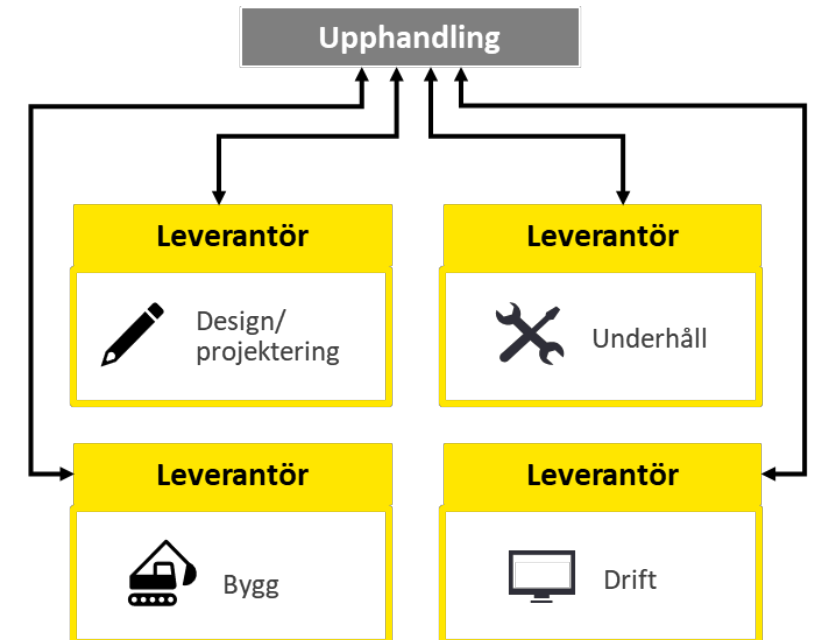 Upphandling
Leverantör
Design/
projektering
Leverantör
Underhåll
Leverantör
Bygg
Leverantör
Drift